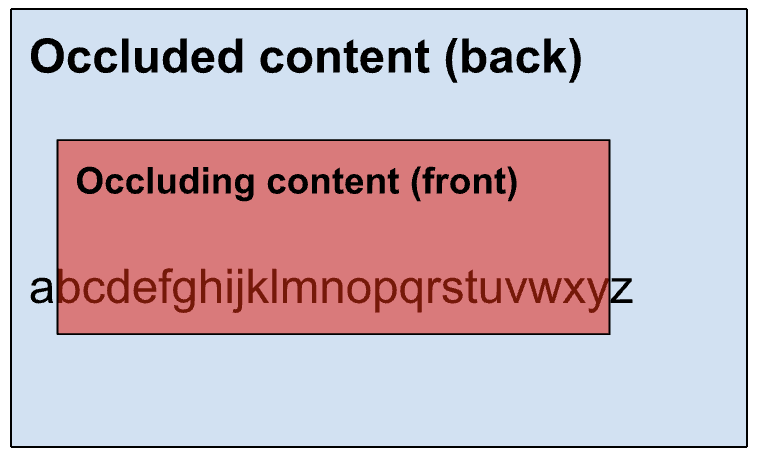 Occluded content (back)
Occluding content (front)
abcdefghijklmnopqrstuvwxyz